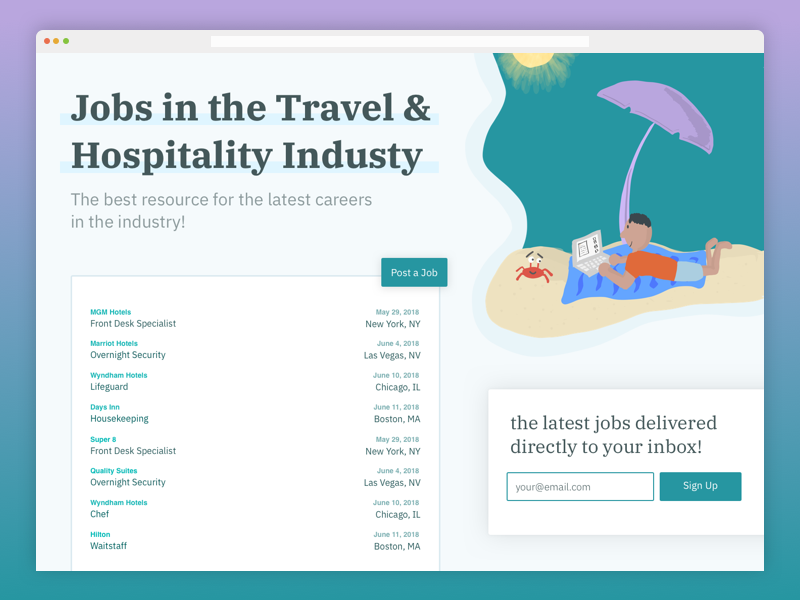 Jobs in the Travel &
Hospitality Industy
The best resource for the latest careers
in the industry!
Post a Job
MGM Hotels May 29, 2018
Front Desk Specialist New York, NY
Marriot Hotels June 4, 2018
Overnight Security Las Vegas, NV
Wyndham Hotels June 10, 2018
Lifeguard Chicago, IL
Days Inn June 11, 2018
Housekeeping Boston, MA
Super 8 May 29, 2018
Front Desk Specialist New York, NY
Quality Suites June 4, 2018
Overnight Security Las Vegas, NV
Wyndham Hotels June 10, 2018
Chef Chicago, IL
Hilton June 11, 2018
Waitstaff Boston, MA
the latest jobs delivered
directly to your inbox!
your@email.com Sign Up